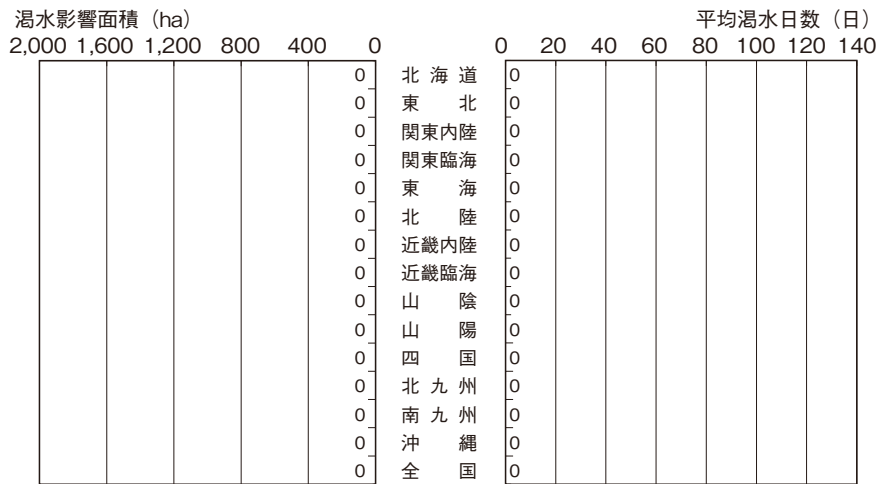 渇水影響面積（ha） 平均渇水日数（日）
2,000 1,600 1,200 800 400 0 0 20 40 60 80 100 120 140
0 北海道 0
0 東北 0
0 関東内陸 0
0 関東臨海 0
0 東海 0
0 北陸 0
0 近畿内陸 0
0 近畿臨海 0
0 山陰 0
0 山陽 0
0 四国 0
0 北九州 0
0 南九州 0
0 沖縄 0
0 全国 0